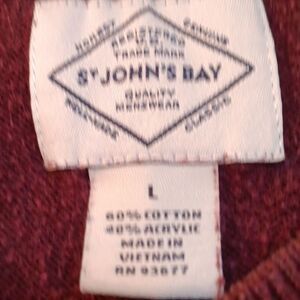 HONEST GENUINE
REGISTERED
TRADE MARK
ST JOHN'S BAY
QUALITY
MENSWEAR
CLASSIC
L
60% COTTON
40% ACRYLIC
MADE IN
VIETNAM
RN 93677